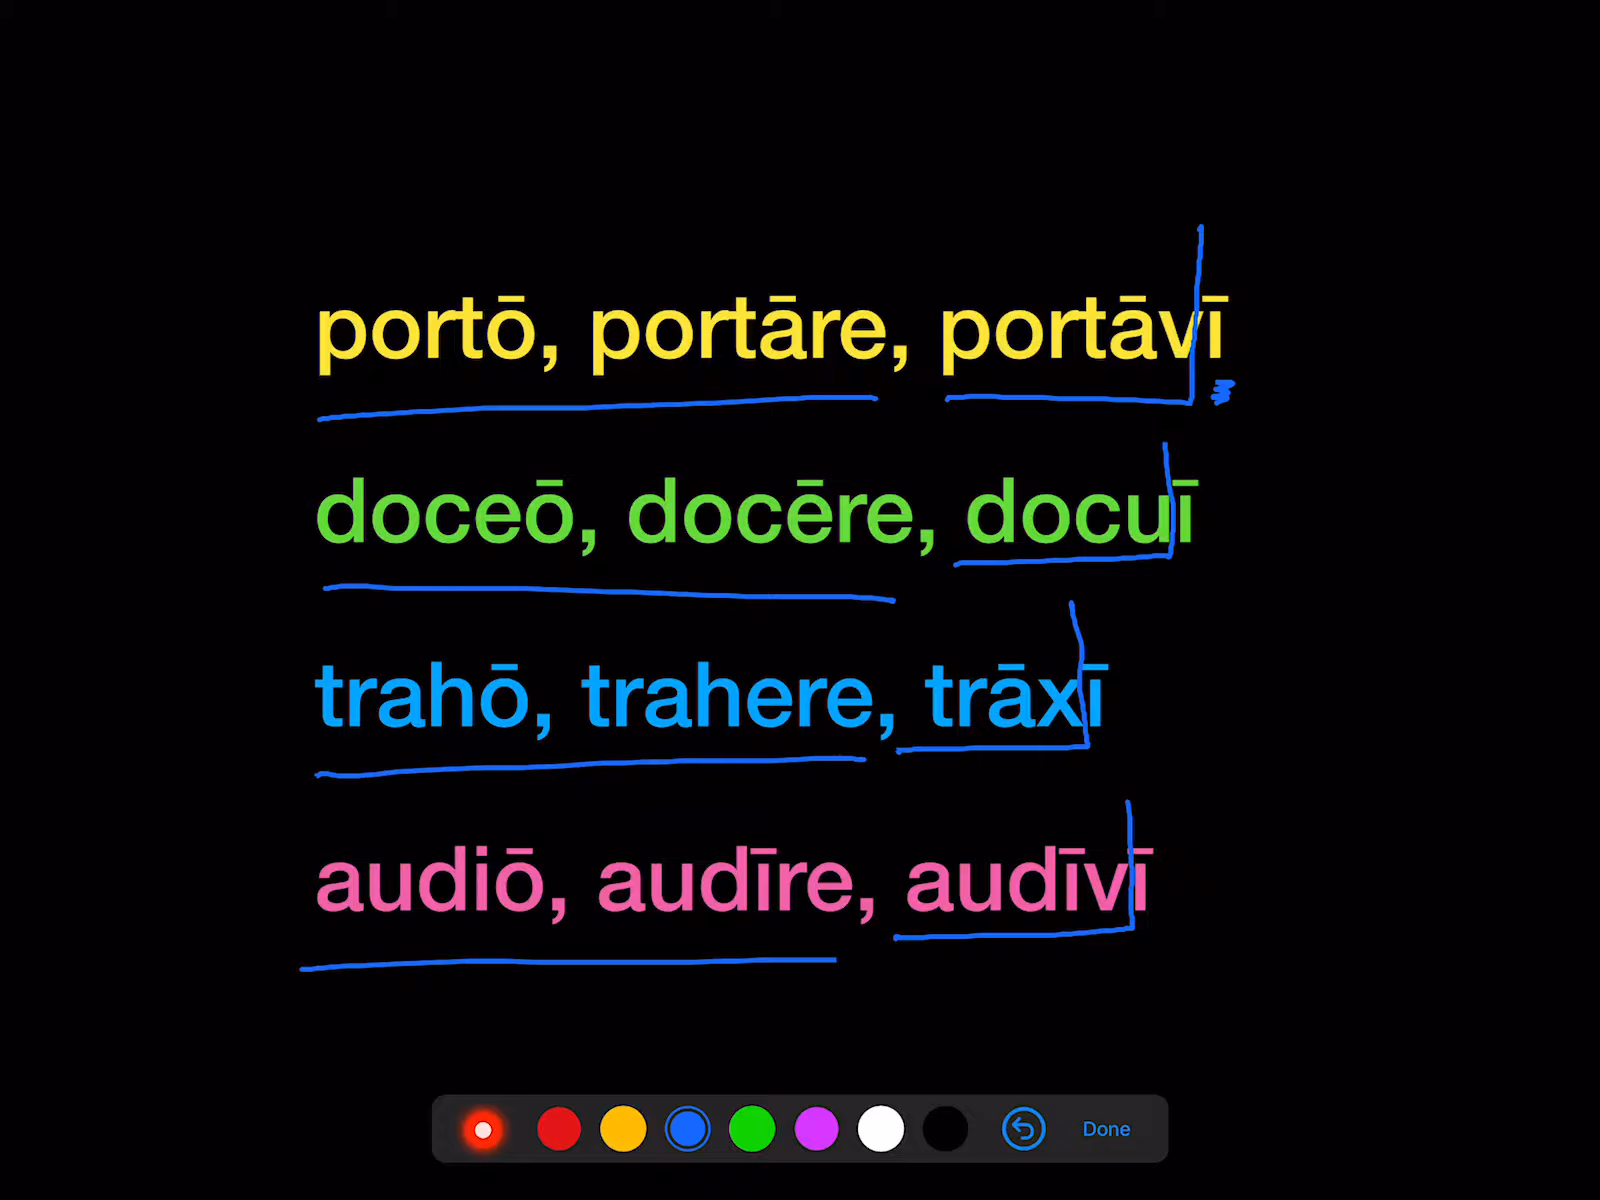 portō, portāre, portāvī
doceō, docēre, docuī
trahō, trahere, trāxī
audiō, audīre, audīvī
Done